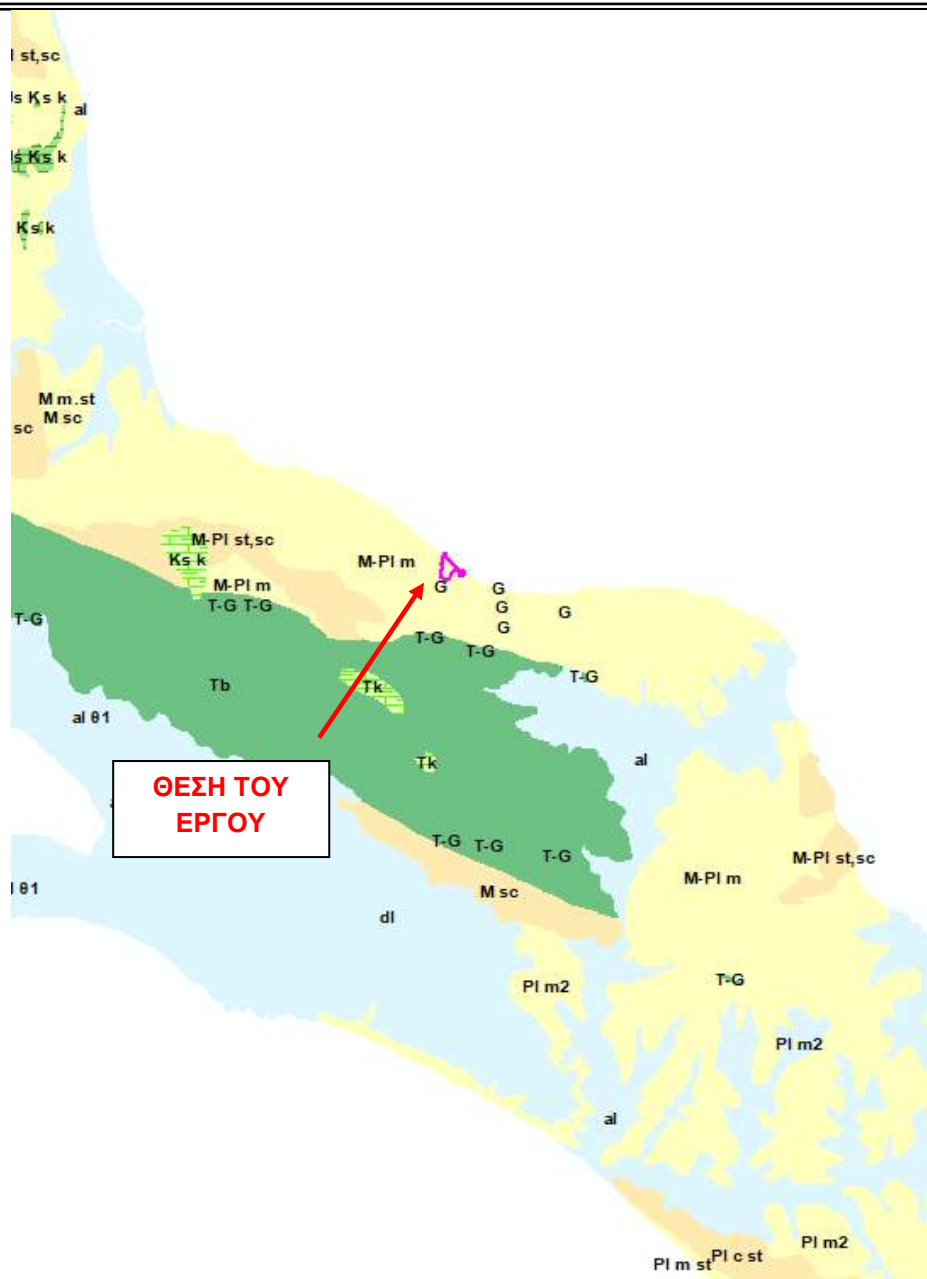 st,sc
s Ks k
al
s Ks k
Ks k
M m.st
M sc
sc
M-Pl st,sc
Ks k
M-Pl m
M-Pl m
G
G
G
G
G
T-G T-G
T-G
T-G
T-G
T-G
Tb
Tk
al θ1
Tk
al
ΘΕΣΗ ΤΟΥ
ΕΡΓΟΥ
T-G
T-G
T-G
M-Pl st,sc
M-Pl m
θ1
M sc
dl
T-G
Pl m2
Pl m2
al
Pl m2
Pl c st
Pl m st